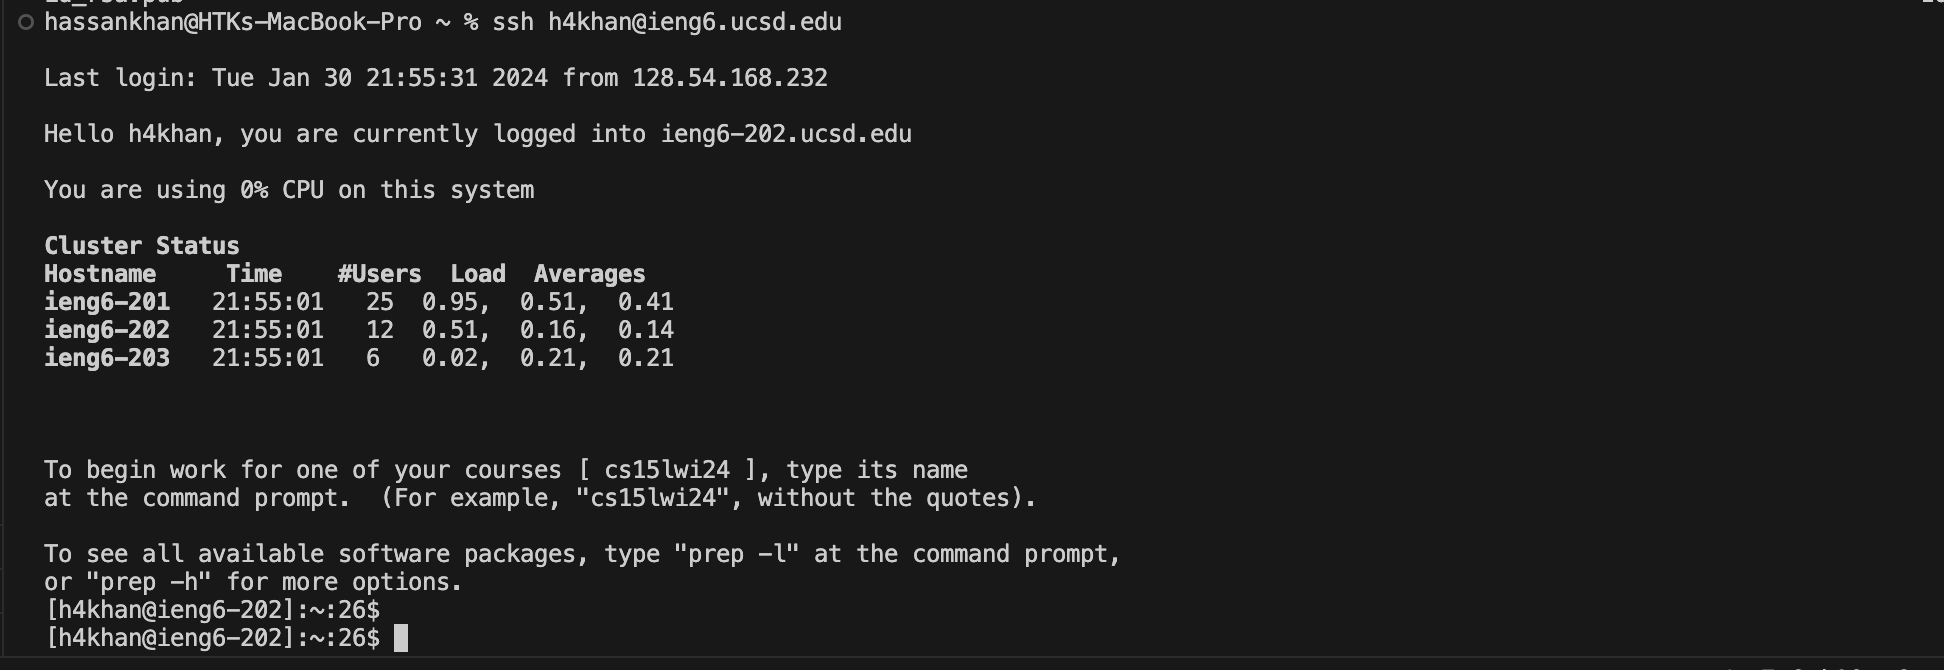 hassankhan@HTKs-MacBook-Pro ~ % ssh h4khan@ieng6.ucsd.edu
Last login: Tue Jan 30 21:55:31 2024 from 128.54.168.232
Hello h4khan, you are currently logged into ieng6-202.ucsd.edu
You are using 0% CPU on this system
Cluster Status
Hostname     Time    #Users  Load  Averages
ieng6-201   21:55:01   25  0.95,  0.51,  0.41
ieng6-202   21:55:01   12  0.51,  0.16,  0.14
ieng6-203   21:55:01   6   0.02,  0.21,  0.21
To begin work for one of your courses [ cs15lwi24 ], type its name
at the command prompt.  (For example, "cs15lwi24", without the quotes).
To see all available software packages, type "prep -l" at the command prompt,
or "prep -h" for more options.
[h4khan@ieng6-202]:~:26$
[h4khan@ieng6-202]:~:26$